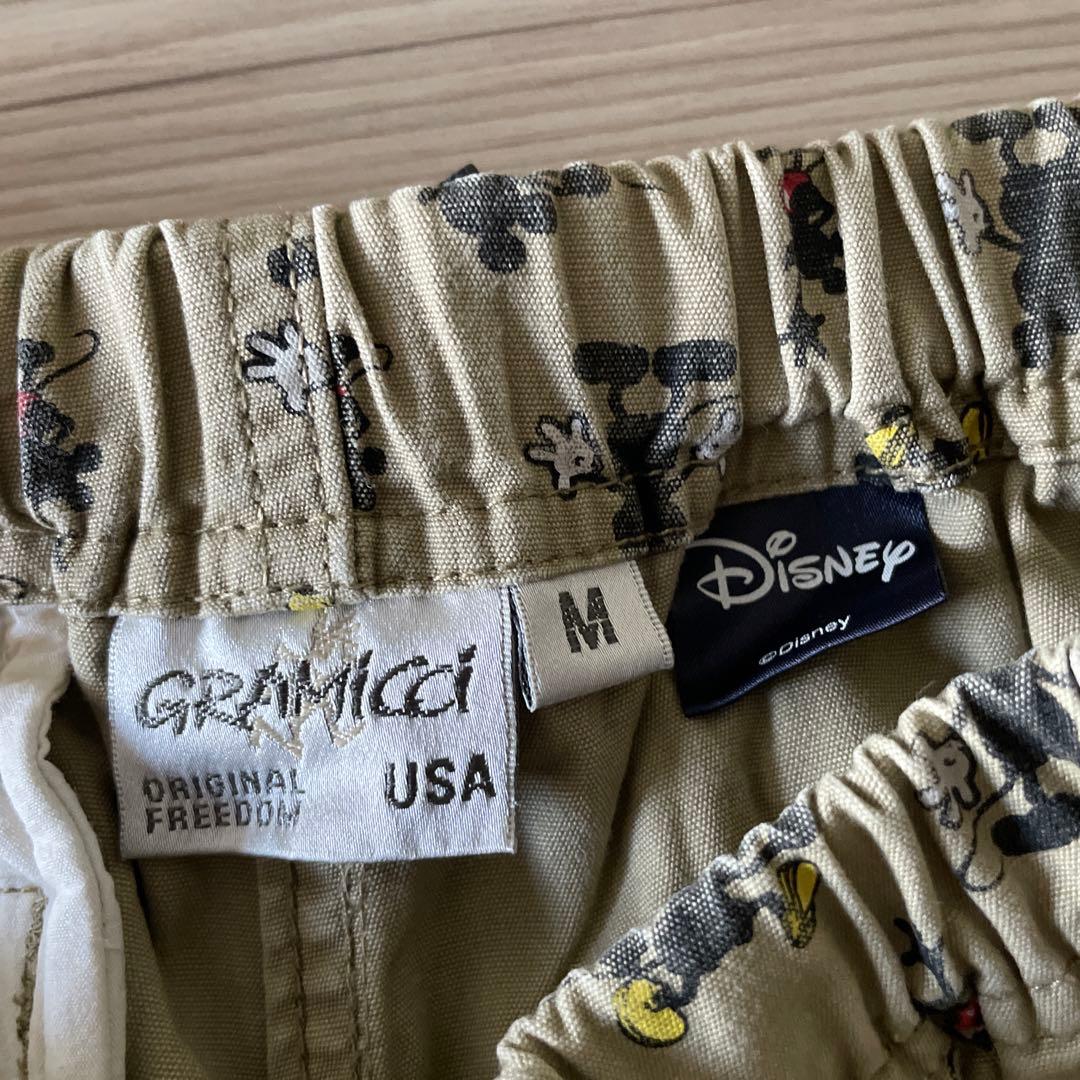 GRAMICCI
ORIGINAL
FREEDOM
USA
M
Disney
©Disney